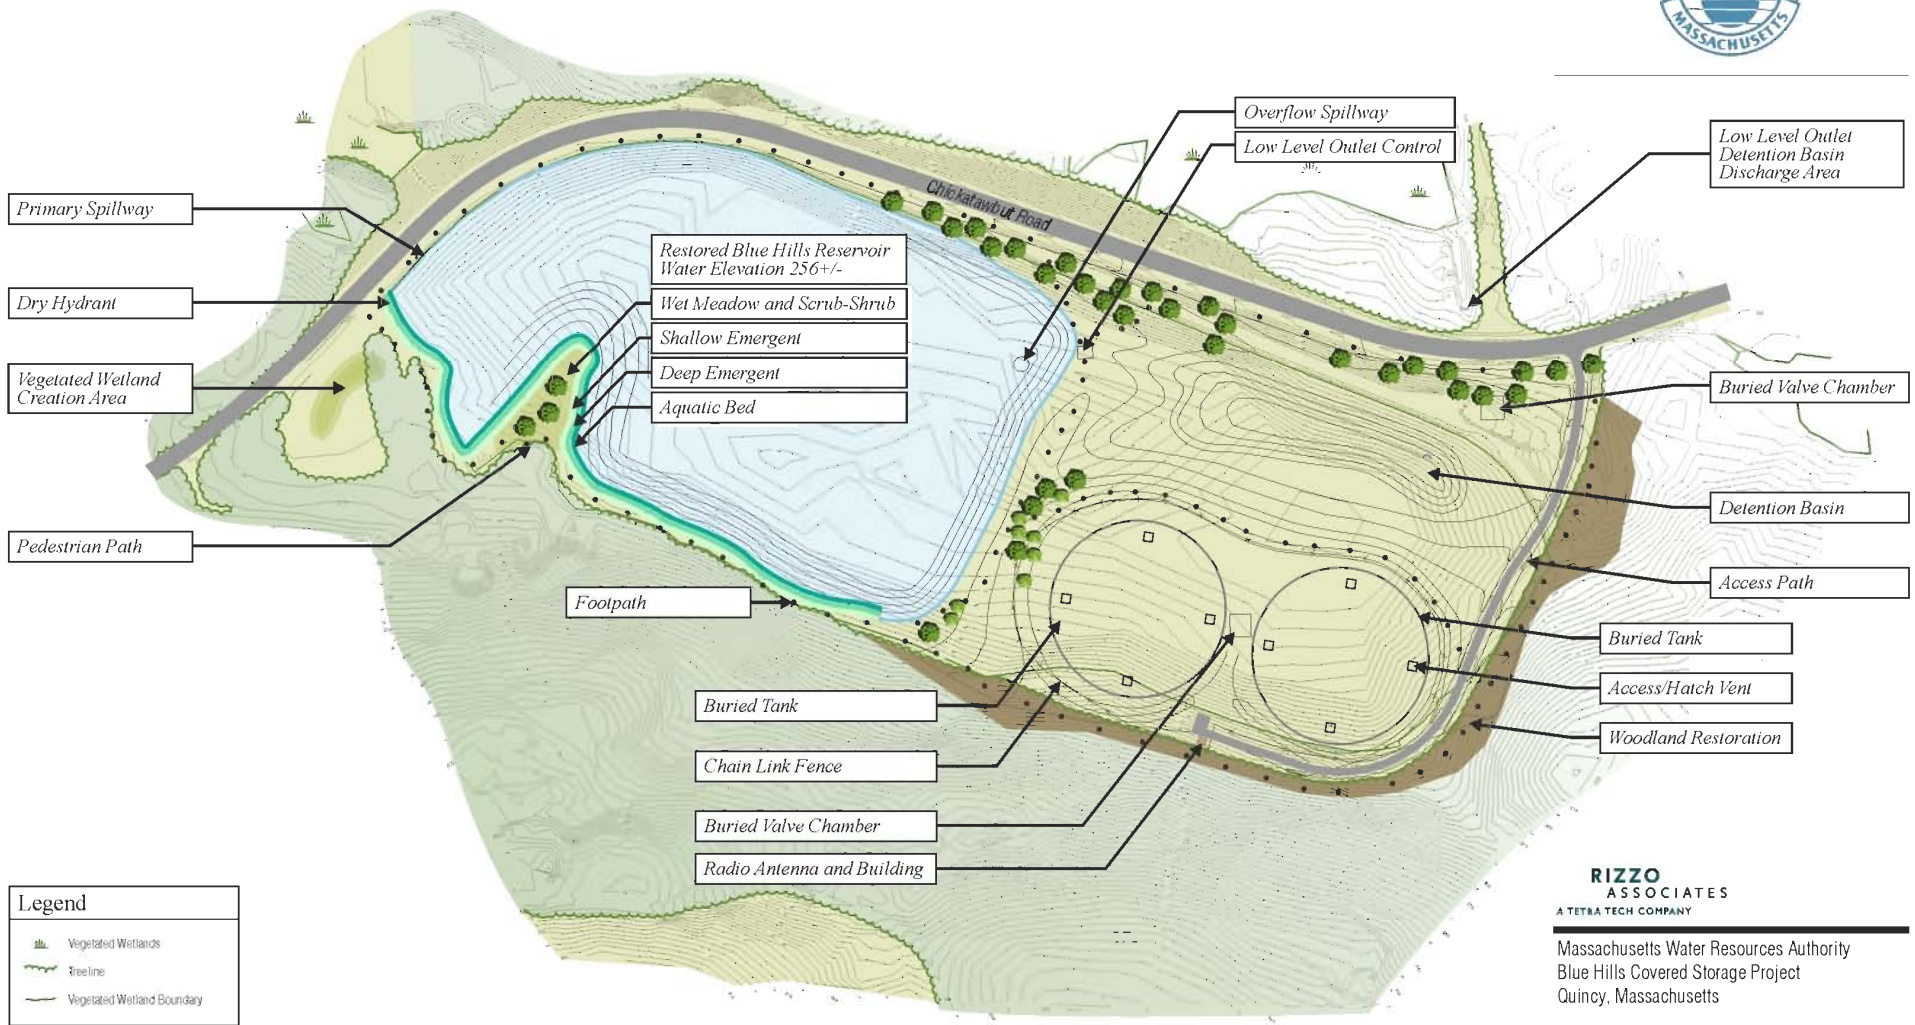 MASSACHUSETTS
Overflow Spillway
Low Level Outlet Control
Low Level Outlet
Detention Basin
Discharge Area
Primary Spillway
Chickatawbut Road
Restored Blue Hills Reservoir
Water Elevation 256+/-
Dry Hydrant
Wet Meadow and Scrub-Shrub
Shallow Emergent
Deep Emergent
Aquatic Bed
Vegetated Wetland
Creation Area
Buried Valve Chamber
Detention Basin
Pedestrian Path
Access Path
Footpath
Buried Tank
Access/Hatch Vent
Woodland Restoration
Buried Tank
Chain Link Fence
Buried Valve Chamber
Radio Antenna and Building
Legend
Vegetated Wetlands
Treeline
Vegetated Wetland Boundary
RIZZO
ASSOCIATES
A TETRA TECH COMPANY
Massachusetts Water Resources Authority
Blue Hills Covered Storage Project
Quincy, Massachusetts